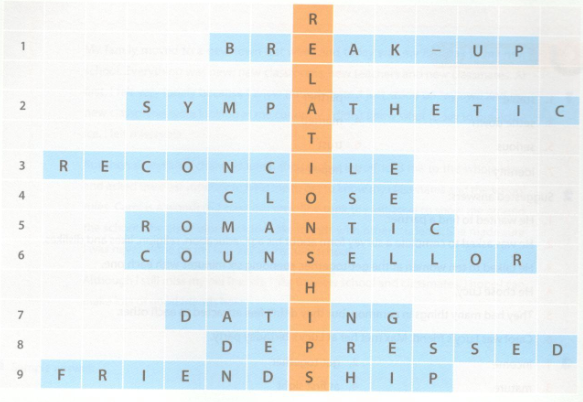 R
1 B R E A K – U P
L
2 S Y M P A T H E T I C
T
3 R E C O N C I L E
4 C L O S E
5 R O M A N T I C
6 C O U N S E L L O R
H
7 D A T I N G
8 D E P R E S S E D
9 F R I E N D S H I P